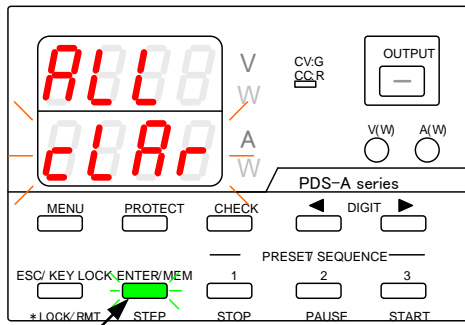 ALL
V
W
CV:G
CC:R
OUTPUT
cLAr
A
W
V(W) A(W)
PDS-A series
MENU PROTECT CHECK ◀ DIGIT ▶
PRESET/ SEQUENCE
ESC/ KEY LOCK ENTER/MEM 1 2 3
*LOCK/RMT STEP STOP PAUSE START